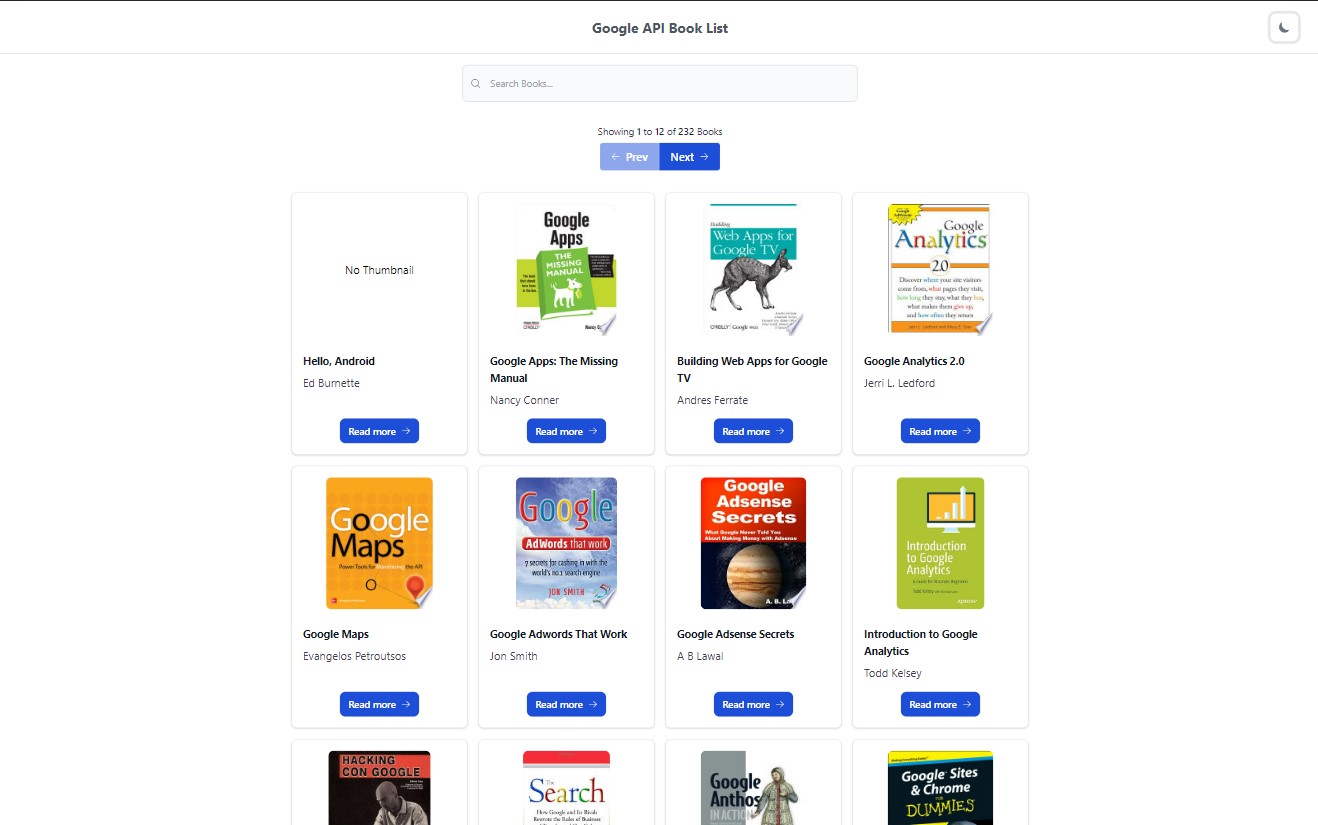 Google API Book List
Search Books...
Showing 1 to 12 of 232 Books
← Prev
Next →
No Thumbnail
Hello, Android
Ed Burnette
Read more →
Google
Apps
THE
MISSING
MANUAL
O'REILLY
Google Apps: The Missing
Manual
Nancy Conner
Read more →
Building
Web Apps for
Google TV
O'REILLY
Building Web Apps for Google
TV
Andres Ferrate
Read more →
Google
Analytics
2.0
Discover where your site visitors
come from, what pages they visit,
how long they stay, what they buy,
what makes them give up,
and how often they return
Google Analytics 2.0
Jerri L. Ledford
Read more →
Google
Maps
Power Tools for Maximizing the API
Google Maps
Evangelos Petroutsos
Read more →
Google
AdWords that work
7 secrets for cashing in with the
world's no.1 search engine
JON SMITH
Google Adwords That Work
Jon Smith
Read more →
Google
Adsense
Secrets
What Google Never Told You
About Making Money with Adsense
A. B.
Google Adsense Secrets
A B Lawal
Read more →
Introduction
to Google
Analytics
A Guide for Absolute Beginners
Todd Kelsey
Apress
Introduction to Google
Analytics
Todd Kelsey
Read more →
HACKING
CON GOOGLE
The
Search
How Google and Its Rivals
Rewrote the Rules of Business
Google
Anthos
IN ACTION
Making Everything Easier
Google Sites
& Chrome
FOR
DUMMIES